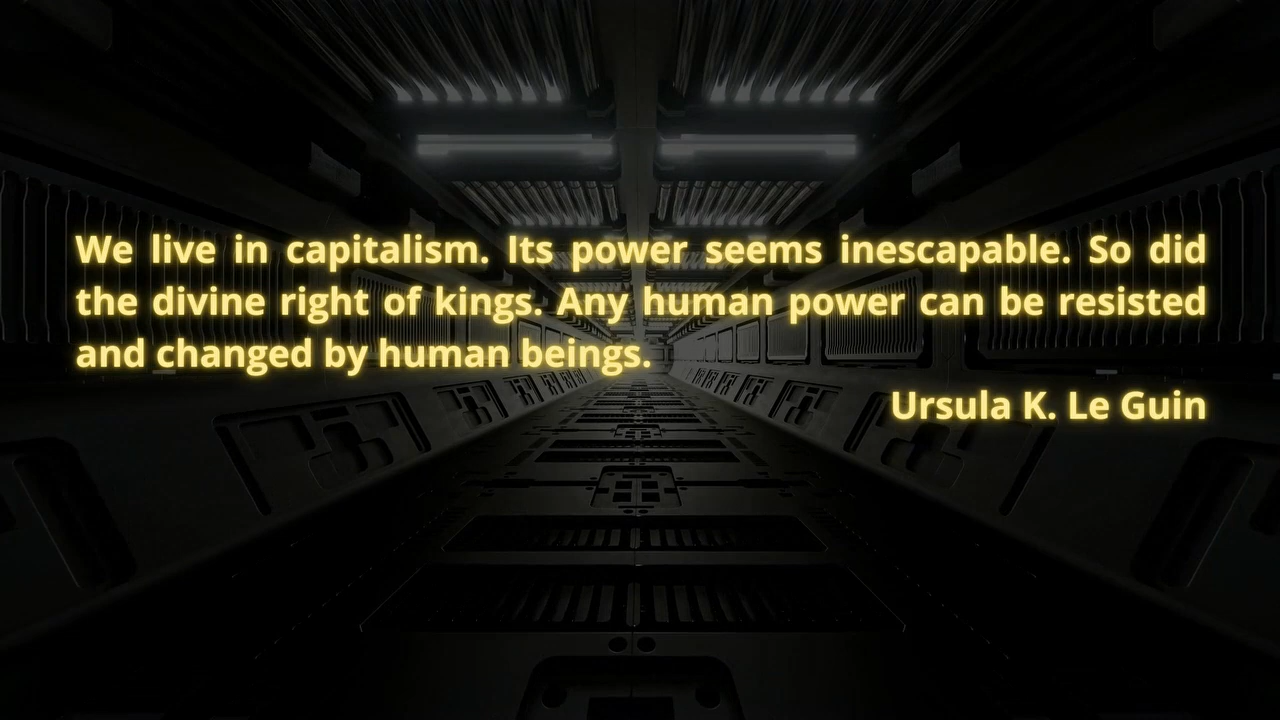 We live in capitalism. Its power seems inescapable. So did
the divine right of kings. Any human power can be resisted
and changed by human beings.
Ursula K. Le Guin